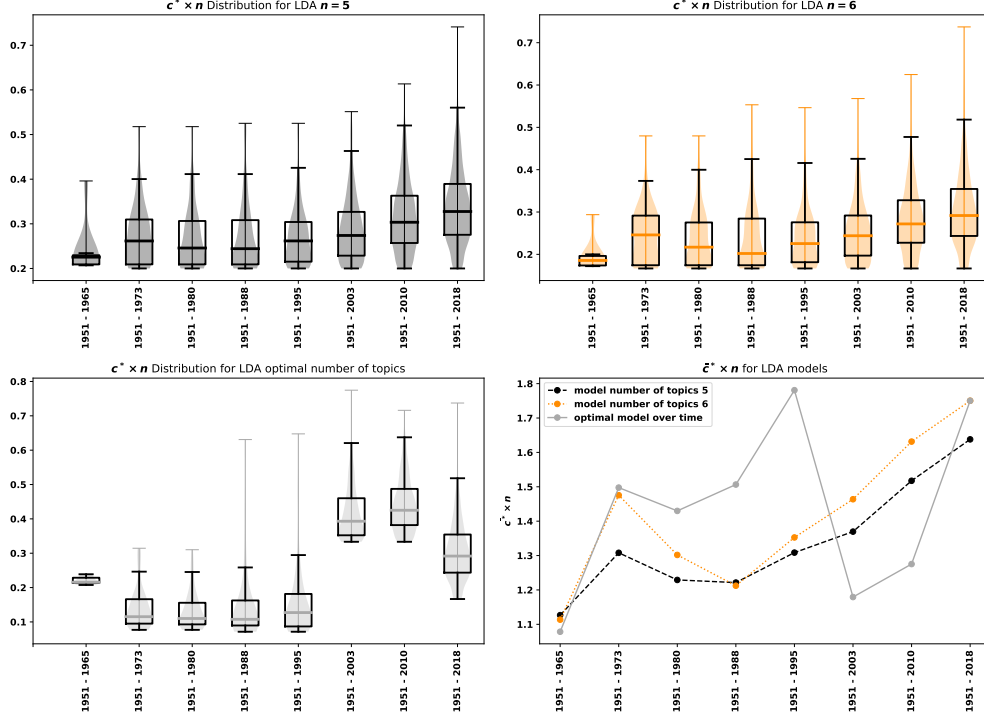 c* × n Distribution for LDA n = 5
0.7
0.6
0.5
0.4
0.3
0.2
1951 - 1965
1951 - 1973
1951 - 1980
1951 - 1988
1951 - 1995
1951 - 2003
1951 - 2010
1951 - 2018
c* × n Distribution for LDA n = 6
0.7
0.6
0.5
0.4
0.3
0.2
1951 - 1965
1951 - 1973
1951 - 1980
1951 - 1988
1951 - 1995
1951 - 2003
1951 - 2010
1951 - 2018
c* × n Distribution for LDA optimal number of topics
0.8
0.7
0.6
0.5
0.4
0.3
0.2
0.1
1951 - 1965
1951 - 1973
1951 - 1980
1951 - 1988
1951 - 1995
1951 - 2003
1951 - 2010
1951 - 2018
c̄* × n for LDA models
model number of topics 5
model number of topics 6
optimal model over time
c̄* × n
1.8
1.7
1.6
1.5
1.4
1.3
1.2
1.1
1951 - 1965
1951 - 1973
1951 - 1980
1951 - 1988
1951 - 1995
1951 - 2003
1951 - 2010
1951 - 2018